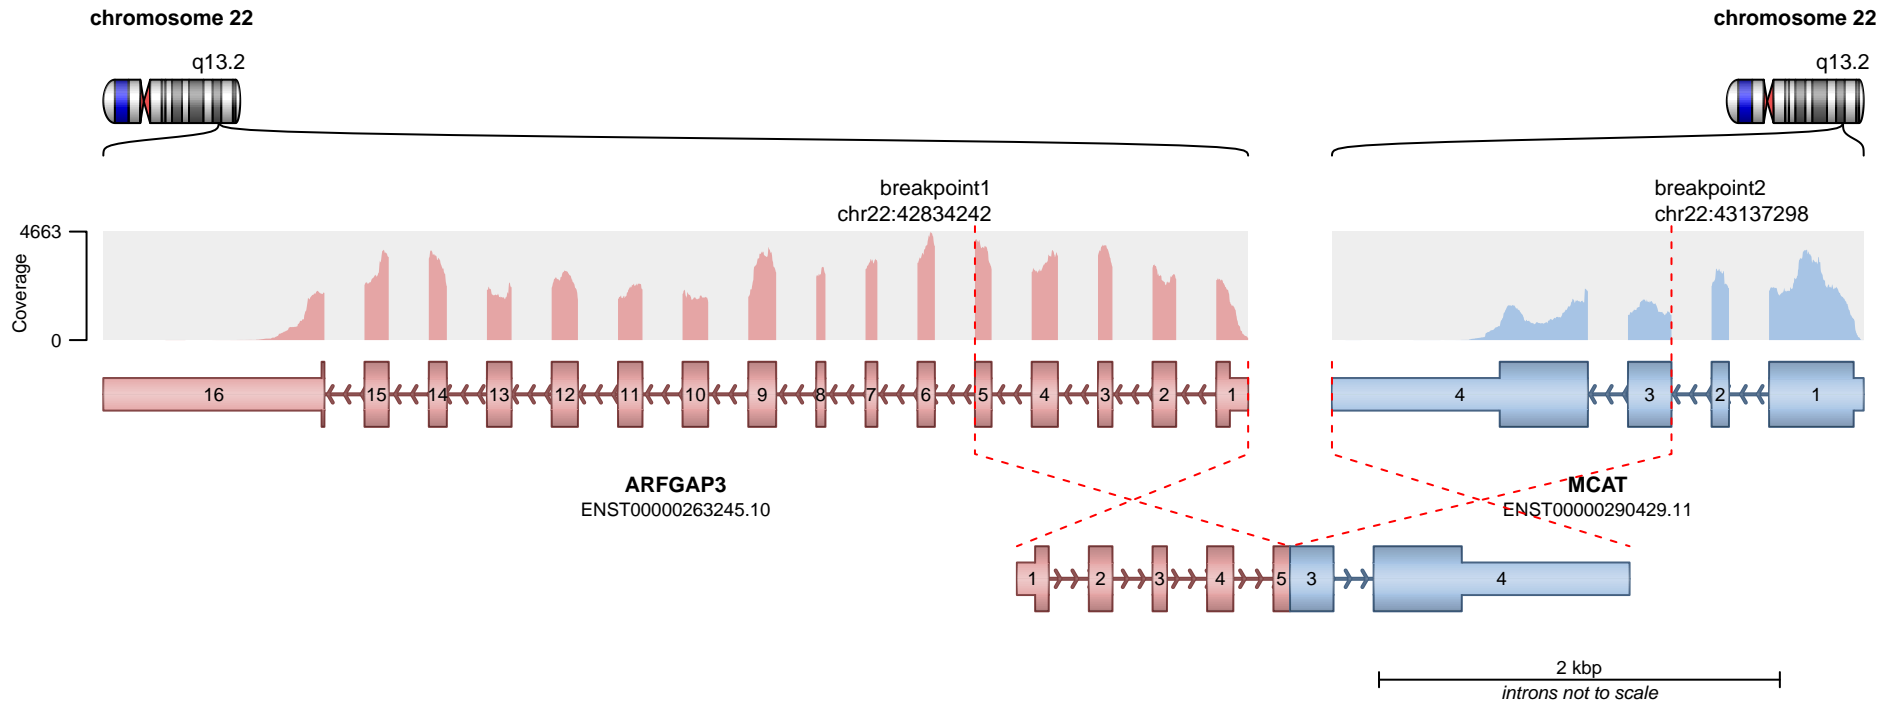 chromosome 22
chromosome 22
q13.2
q13.2
breakpoint1
chr22:42834242
breakpoint2
chr22:43137298
4663
Coverage
0
16 15 14 13 12 11 10 9 8 7 6 5 4 3 2 1
4 3 2 1
ARFGAP3
ENST00000263245.10
MCAT
ENST00000290429.11
1 2 3 4 5 3 4
2 kbp
introns not to scale